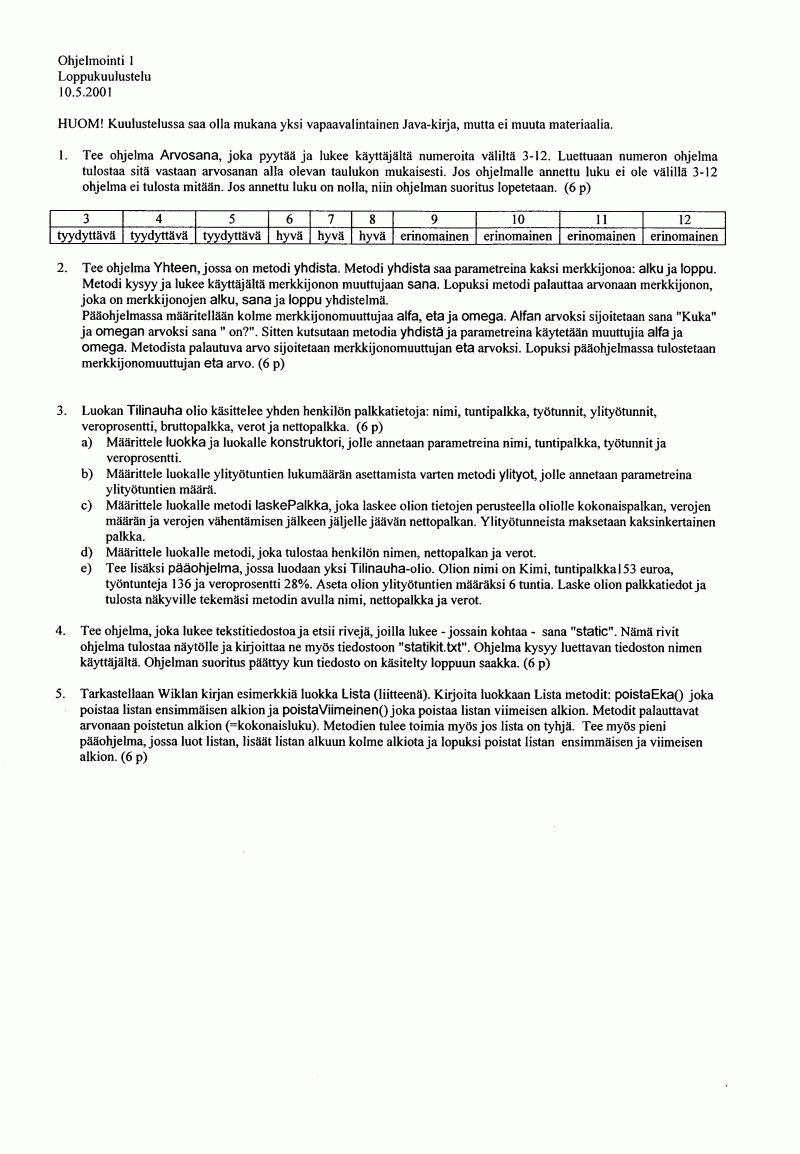 Ohjelmointi 1
Loppukuulustelu
10.5.2001
HUOM! Kuulustelussa saa olla mukana yksi vapaavalintainen Java-kirja, mutta ei muuta materiaalia.
1. Tee ohjelma Arvosana, joka pyytää ja lukee käyttäjältä numeroita väliltä 3-12. Luettuaan numeron ohjelma
tulostaa sitä vastaan arvosanan alla olevan taulukon mukaisesti. Jos ohjelmalle annettu luku ei ole välillä 3-12
ohjelma ei tulosta mitään. Jos annettu luku on nolla, niin ohjelman suoritus lopetetaan. (6 p)
3 4 5 6 7 8 9 10 11 12
tyydyttävä tyydyttävä tyydyttävä hyvä hyvä hyvä erinomainen erinomainen erinomainen erinomainen
2. Tee ohjelma Yhteen, jossa on metodi yhdista. Metodi yhdista saa parametreina kaksi merkkijonoa: alku ja loppu.
Metodi kysyy ja lukee käyttäjältä merkkijonon muuttujaan sana. Lopuksi metodi palauttaa arvonaan merkkijonon,
joka on merkkijonojen alku, sana ja loppu yhdistelmä.
Pääohjelmassa määritellään kolme merkkijonomuuttujaa alfa, eta ja omega. Alfan arvoksi sijoitetaan sana "Kuka"
ja omegan arvoksi sana " on?". Sitten kutsutaan metodia yhdistä ja parametreina käytetään muuttujia alfa ja
omega. Metodista palautuva arvo sijoitetaan merkkijonomuuttujan eta arvoksi. Lopuksi pääohjelmassa tulostetaan
merkkijonomuuttujan eta arvo. (6 p)
3. Luokan Tilinauha olio käsittelee yhden henkilön palkkatietoja: nimi, tuntipalkka, työtunnit, ylityötunnit,
veroprosentti, bruttopalkka, verot ja nettopalkka. (6 p)
a) Määrittele luokka ja luokalle konstruktori, jolle annetaan parametreina nimi, tuntipalkka, työtunnit ja
veroprosentti.
b) Määrittele luokalle ylityötuntien lukumäärän asettamista varten metodi ylityot, jolle annetaan parametreina
ylityötuntien määrä.
c) Määrittele luokalle metodi laskePalkka, joka laskee olion tietojen perusteella oliolle kokonaispalkan, verojen
määrän ja verojen vähentämisen jälkeen jäljelle jäävän nettopalkan. Ylityötunneista maksetaan kaksinkertainen
palkka.
d) Määrittele luokalle metodi, joka tulostaa henkilön nimen, nettopalkan ja verot.
e) Tee lisäksi pääohjelma, jossa luodaan yksi Tilinauha-olio. Olion nimi on Kimi, tuntipalkka153 euroa,
työntunteja 136 ja veroprosentti 28%. Aseta olion ylityötuntien määräksi 6 tuntia. Laske olion palkkatiedot ja
tulosta näkyville tekemäsi metodin avulla nimi, nettopalkka ja verot.
4. Tee ohjelma, joka lukee tekstitiedostoa ja etsii rivejä, joilla lukee - jossain kohtaa - sana "static". Nämä rivit
ohjelma tulostaa näytölle ja kirjoittaa ne myös tiedostoon "statikit.txt". Ohjelma kysyy luettavan tiedoston nimen
käyttäjältä. Ohjelman suoritus päättyy kun tiedosto on käsitelty loppuun saakka. (6 p)
5. Tarkastellaan Wiklan kirjan esimerkkiä luokka Lista (liitteenä). Kirjoita luokkaan Lista metodit: poistaEka() joka
poistaa listan ensimmäisen alkion ja poistaViimeinen() joka poistaa listan viimeisen alkion. Metodit palauttavat
arvonaan poistetun alkion (=kokonaisluku). Metodien tulee toimia myös jos lista on tyhjä. Tee myös pieni
pääohjelma, jossa luot listan, lisäät listan alkuun kolme alkiota ja lopuksi poistat listan ensimmäisen ja viimeisen
alkion. (6 p)